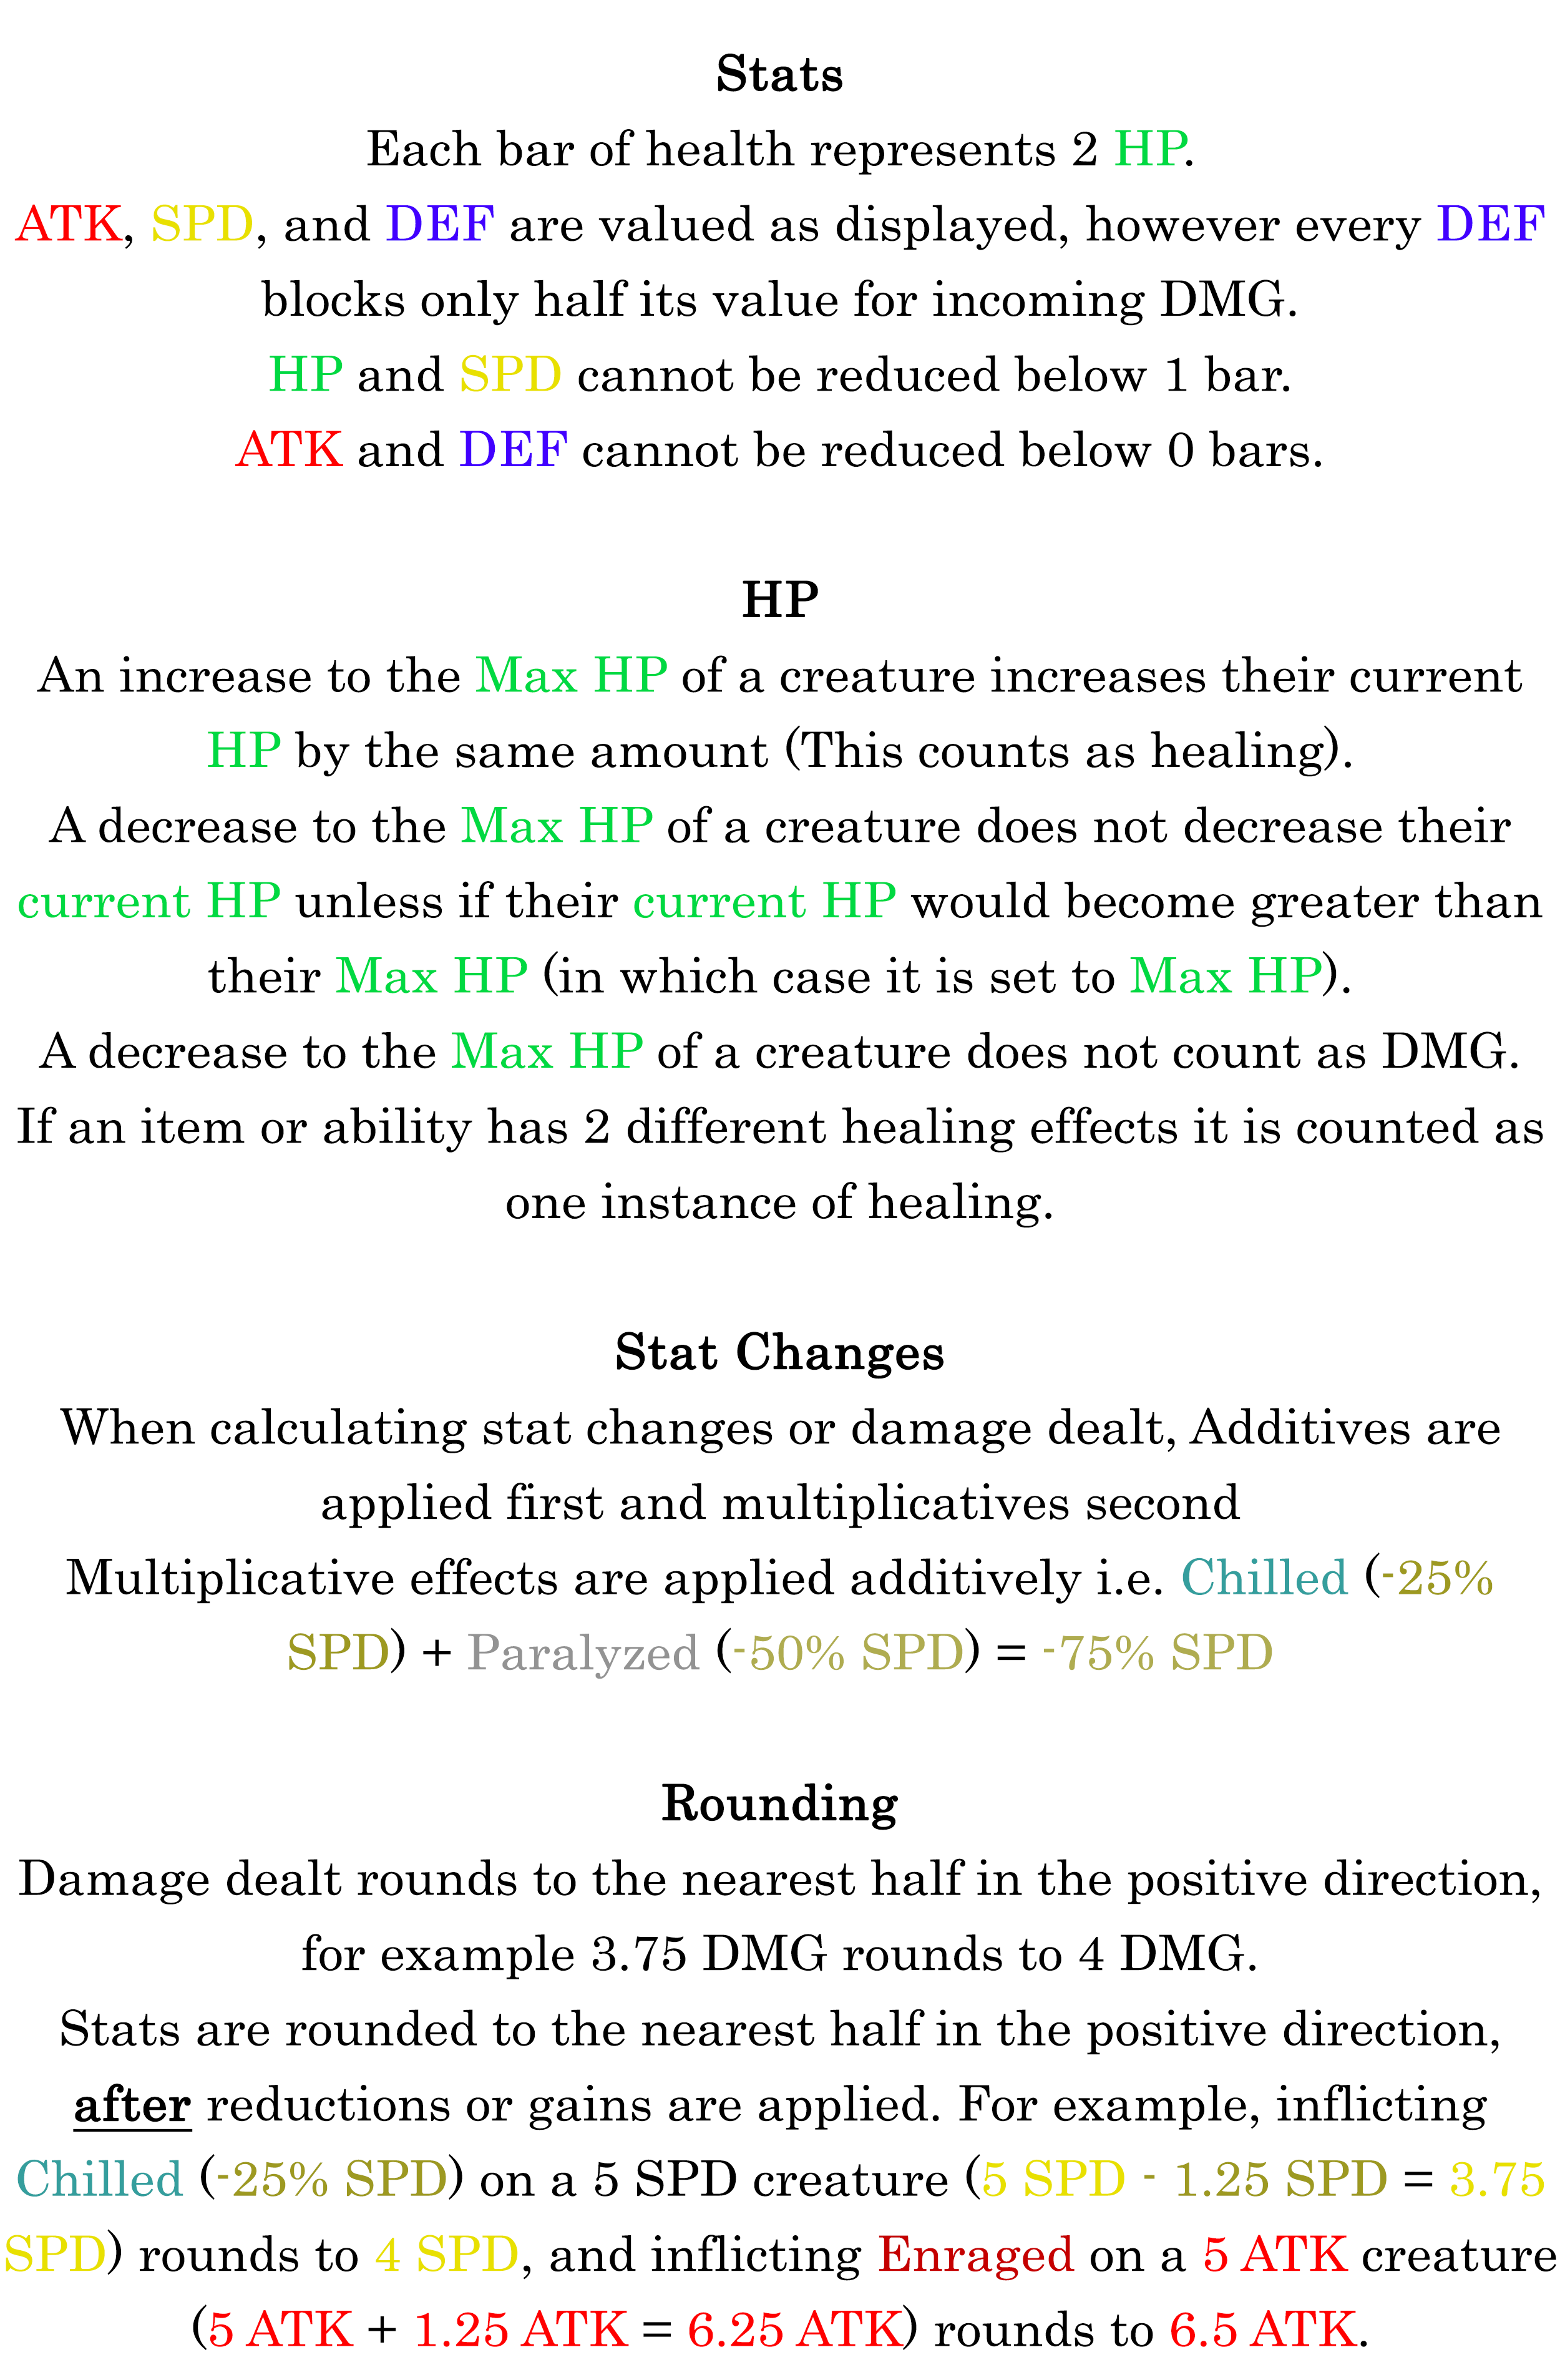 Stats
Each bar of health represents 2 HP.
ATK, SPD, and DEF are valued as displayed, however every DEF
blocks only half its value for incoming DMG.
HP and SPD cannot be reduced below 1 bar.
ATK and DEF cannot be reduced below 0 bars.
HP
An increase to the Max HP of a creature increases their current
HP by the same amount (This counts as healing).
A decrease to the Max HP of a creature does not decrease their
current HP unless if their current HP would become greater than
their Max HP (in which case it is set to Max HP).
A decrease to the Max HP of a creature does not count as DMG.
If an item or ability has 2 different healing effects it is counted as
one instance of healing.
Stat Changes
When calculating stat changes or damage dealt, Additives are
applied first and multiplicatives second
Multiplicative effects are applied additively i.e. Chilled (-25%
SPD) + Paralyzed (-50% SPD) = -75% SPD
Rounding
Damage dealt rounds to the nearest half in the positive direction,
for example 3.75 DMG rounds to 4 DMG.
Stats are rounded to the nearest half in the positive direction,
after reductions or gains are applied. For example, inflicting
Chilled (-25% SPD) on a 5 SPD creature (5 SPD - 1.25 SPD = 3.75
SPD) rounds to 4 SPD, and inflicting Enraged on a 5 ATK creature
(5 ATK + 1.25 ATK = 6.25 ATK) rounds to 6.5 ATK.